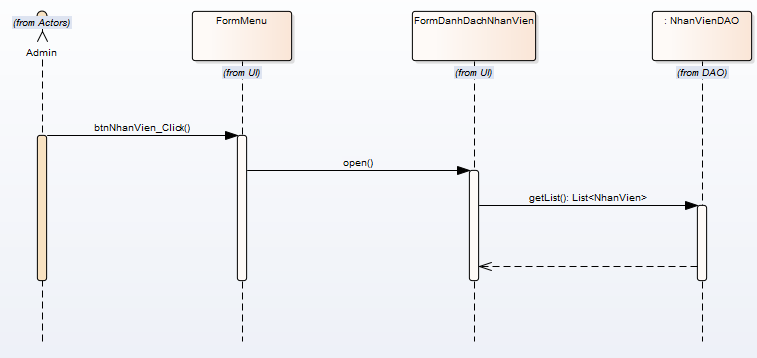 (from Actors)
Admin
FormMenu
(from UI)
FormDanhDachNhanVien
(from UI)
: NhanVienDAO
(from DAO)
btnNhanVien_Click()
open()
getList(): List<NhanVien>